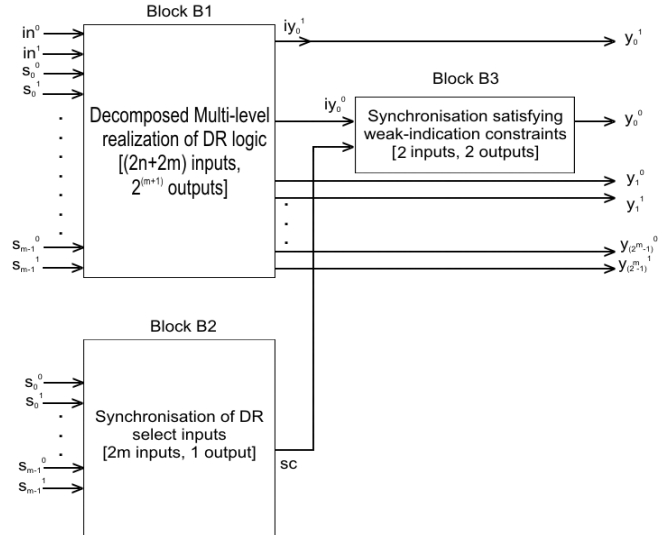 Block B1
in⁰
in¹
s₀⁰
s₀¹
sₘ₋₁⁰
sₘ₋₁¹
Decomposed Multi-level
realization of DR logic
[(2n+2m) inputs,
2⁽ᵐ⁺¹⁾ outputs]
iy₀¹
y₀¹
iy₀⁰
Block B3
Synchronisation satisfying
weak-indication constraints
[2 inputs, 2 outputs]
y₀⁰
y₁⁰
y₁¹
y₍₂ᵐ₋₁₎⁰
y₍₂ᵐ₋₁₎¹
Block B2
s₀⁰
s₀¹
sₘ₋₁⁰
sₘ₋₁¹
Synchronisation of DR
select inputs
[2m inputs, 1 output]
sc